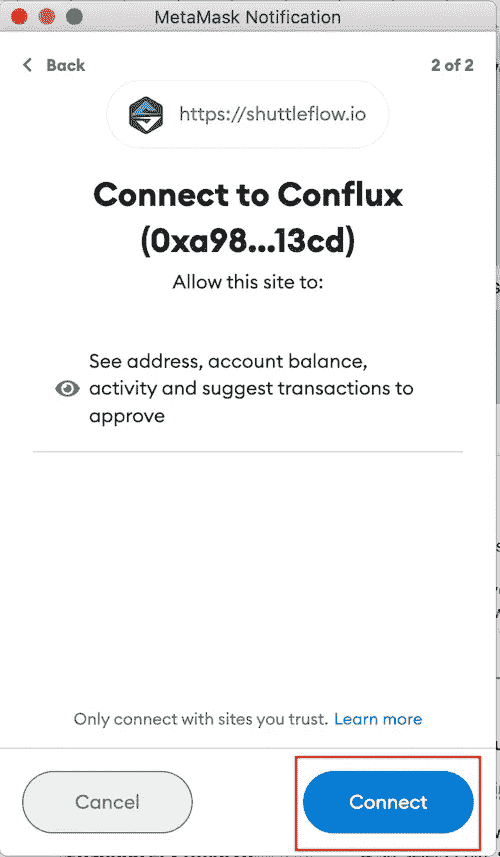 MetaMask Notification
Back
2 of 2
https://shuttleflow.io
Connect to Conflux
(0xa98...13cd)
Allow this site to:
See address, account balance,
activity and suggest transactions to
approve
Only connect with sites you trust. Learn more
Cancel
Connect